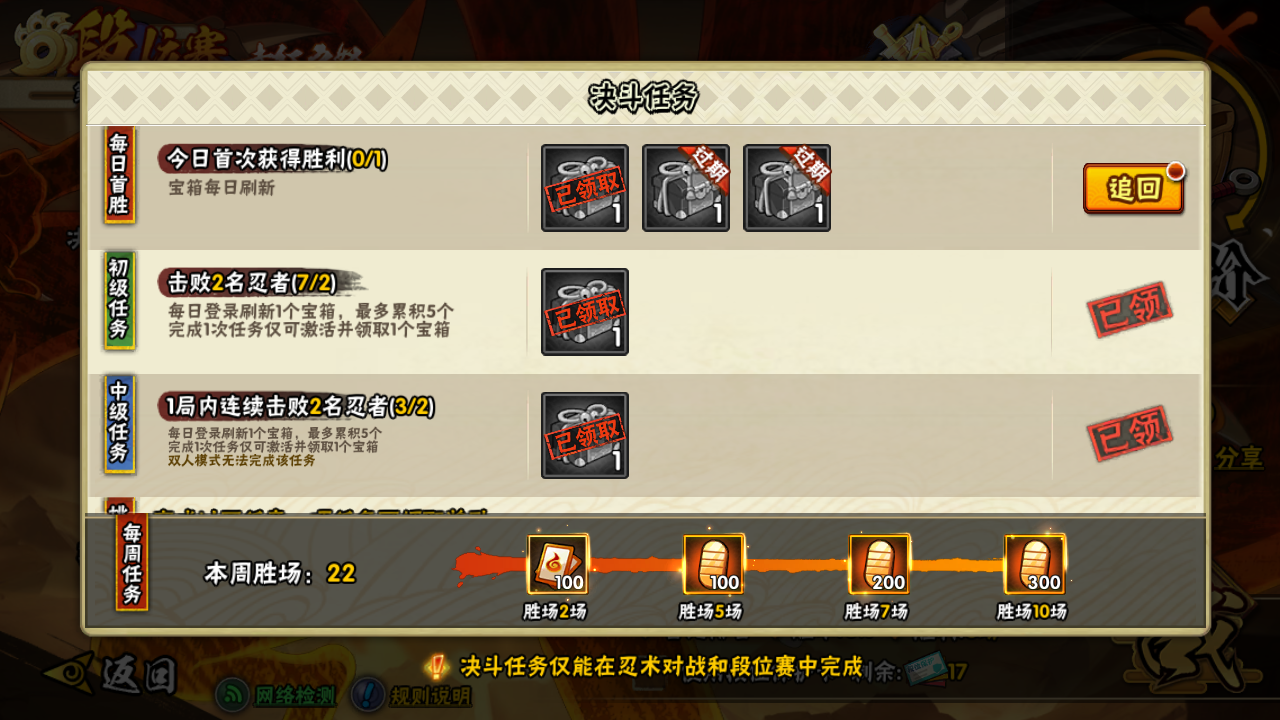 段位赛
决斗任务
每日首胜
今日首次获得胜利(0/1)
宝箱每日刷新
已领取
1
过期
1
过期
1
追回
初级任务
击败2名忍者(7/2)
每日登录刷新1个宝箱，最多累积5个
完成1次任务仅可激活并领取1个宝箱
已领取
1
已领
中级任务
1局内连续击败2名忍者(3/2)
每日登录刷新1个宝箱，最多累积5个
完成1次任务仅可激活并领取1个宝箱
双人模式无法完成该任务
已领取
1
已领
分享
每周任务
本周胜场：22
100
100
200
300
胜场2场
胜场5场
胜场7场
胜场10场
决斗任务仅能在忍术对战和段位赛中完成
余:
17
返回
网络检测
规则说明